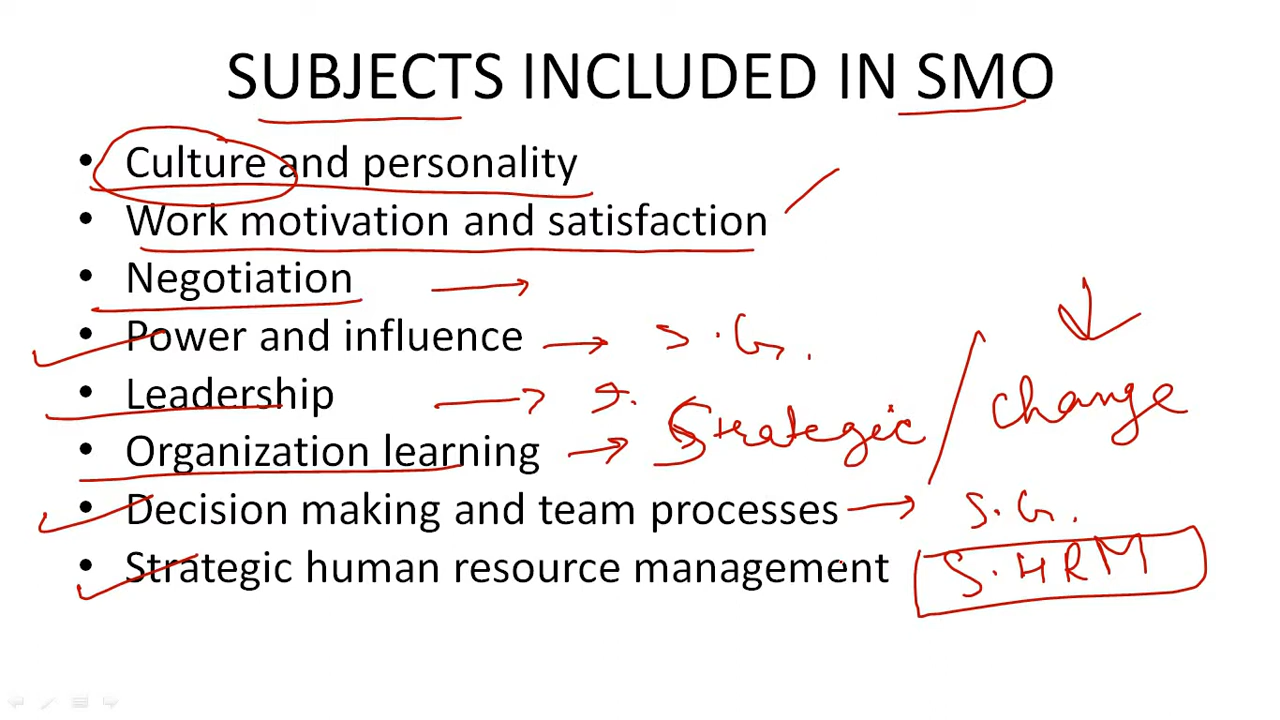 SUBJECTS INCLUDED IN SMO
• Culture and personality
• Work motivation and satisfaction
• Negotiation
• Power and influence → S.G.
• Leadership →
• Organization learning → Strategic / change
• Decision making and team processes → S.G.
• Strategic human resource management S.HRM